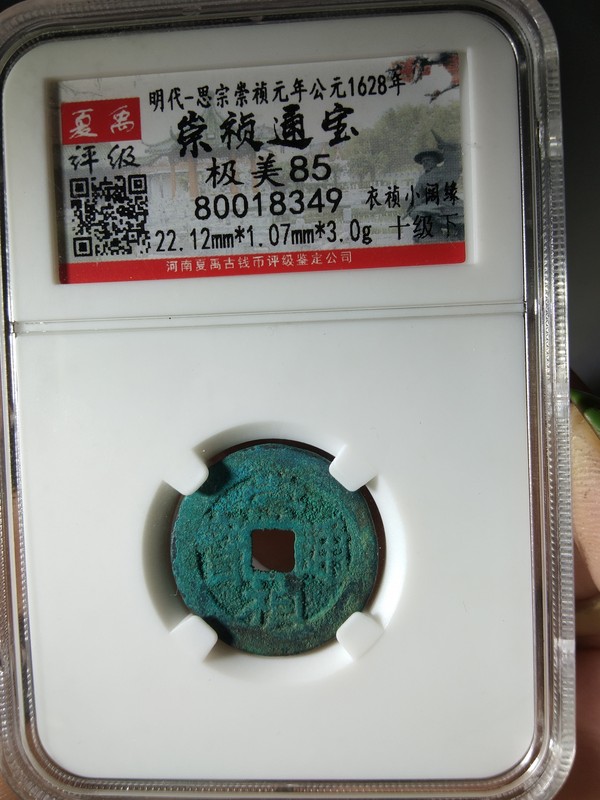 明代-思宗崇祯元年公元1628年
夏禹
崇祯通宝
评级
极美85
80018349
衣祯小阔缘
22.12mm*1.07mm*3.0g
十级下
河南夏禹古钱币评级鉴定公司
通
祯